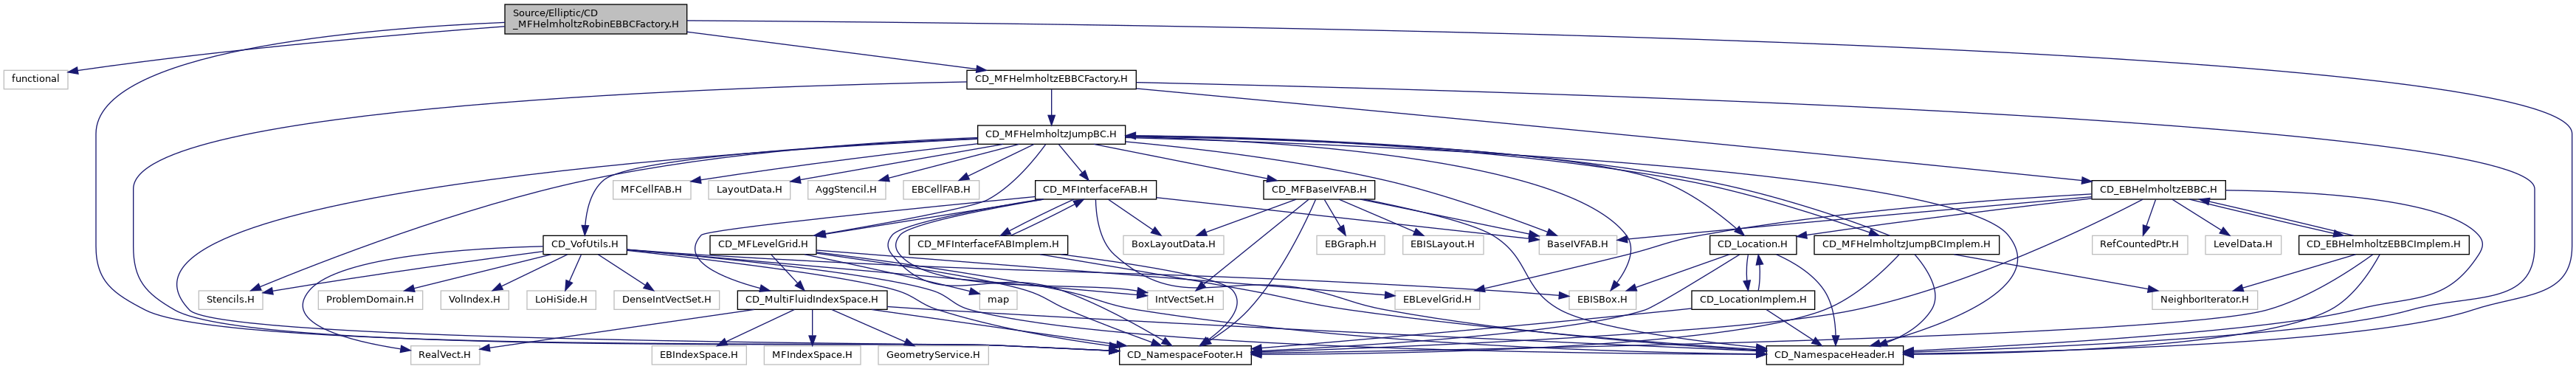 Source/Elliptic/CD
_MFHelmholtzRobinEBBCFactory.H
functional
CD_MFHelmholtzEBBCFactory.H
CD_MFHelmholtzJumpBC.H
MFCellFAB.H
LayoutData.H
AggStencil.H
EBCellFAB.H
CD_MFInterfaceFAB.H
CD_MFBaseIVFAB.H
CD_EBHelmholtzEBBC.H
CD_VofUtils.H
CD_MFLevelGrid.H
CD_MFInterfaceFABImplem.H
BoxLayoutData.H
EBGraph.H
EBISLayout.H
BaseIVFAB.H
CD_Location.H
CD_MFHelmholtzJumpBCImplem.H
RefCountedPtr.H
LevelData.H
CD_EBHelmholtzEBBCImplem.H
Stencils.H
ProblemDomain.H
VolIndex.H
LoHiSide.H
DenseIntVectSet.H
CD_MultiFluidIndexSpace.H
map
IntVectSet.H
EBLevelGrid.H
EBISBox.H
CD_LocationImplem.H
NeighborIterator.H
RealVect.H
EBIndexSpace.H
MFIndexSpace.H
GeometryService.H
CD_NamespaceFooter.H
CD_NamespaceHeader.H